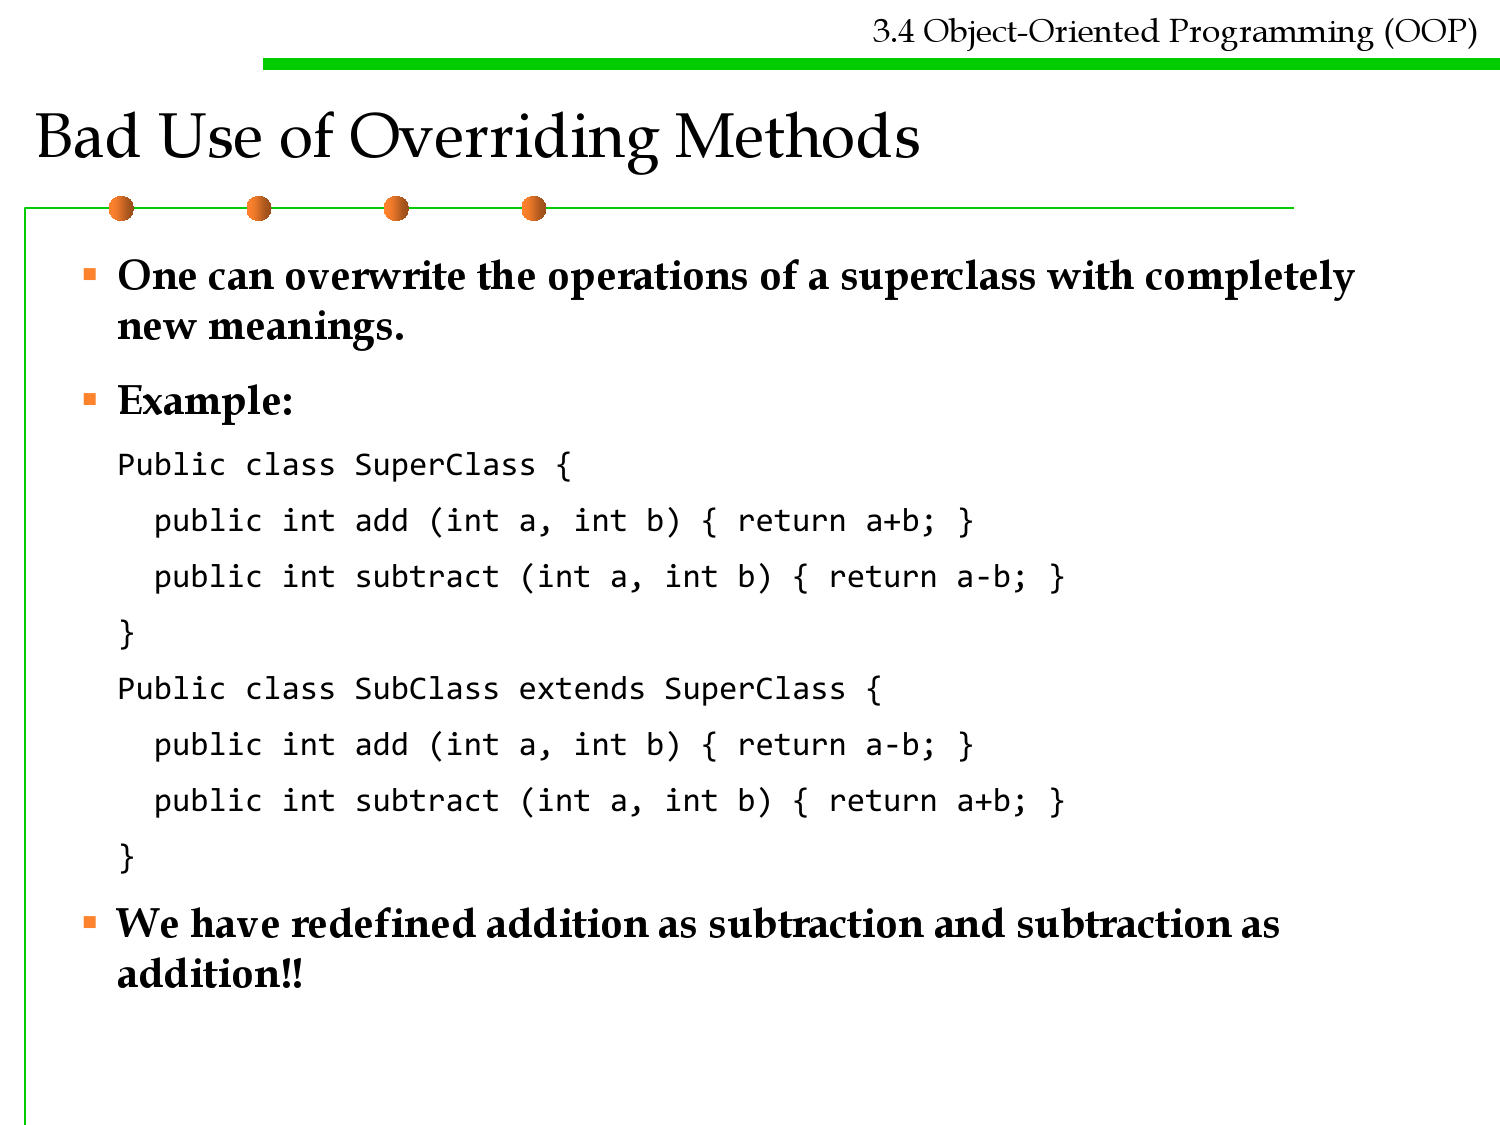 3.4 Object-Oriented Programming (OOP)
Bad Use of Overriding Methods
One can overwrite the operations of a superclass with completely
new meanings.
Example:
Public class SuperClass {
public int add (int a, int b) { return a+b; }
public int subtract (int a, int b) { return a-b; }
}
Public class SubClass extends SuperClass {
public int add (int a, int b) { return a-b; }
public int subtract (int a, int b) { return a+b; }
}
We have redefined addition as subtraction and subtraction as
addition!!